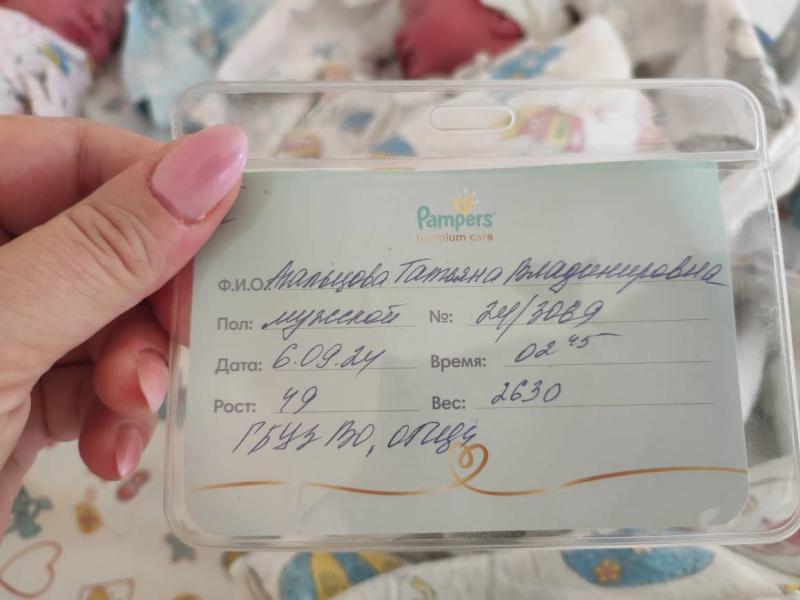 Pampers
premium care
Ф.И.О. Мальцова Татьяна Владимировна
Пол: мужской №: 24/3069
Дата: 6.09.24 Время: 02 45
Рост: 49 Вес: 2630
ГБУЗ ВО, ОПЦ